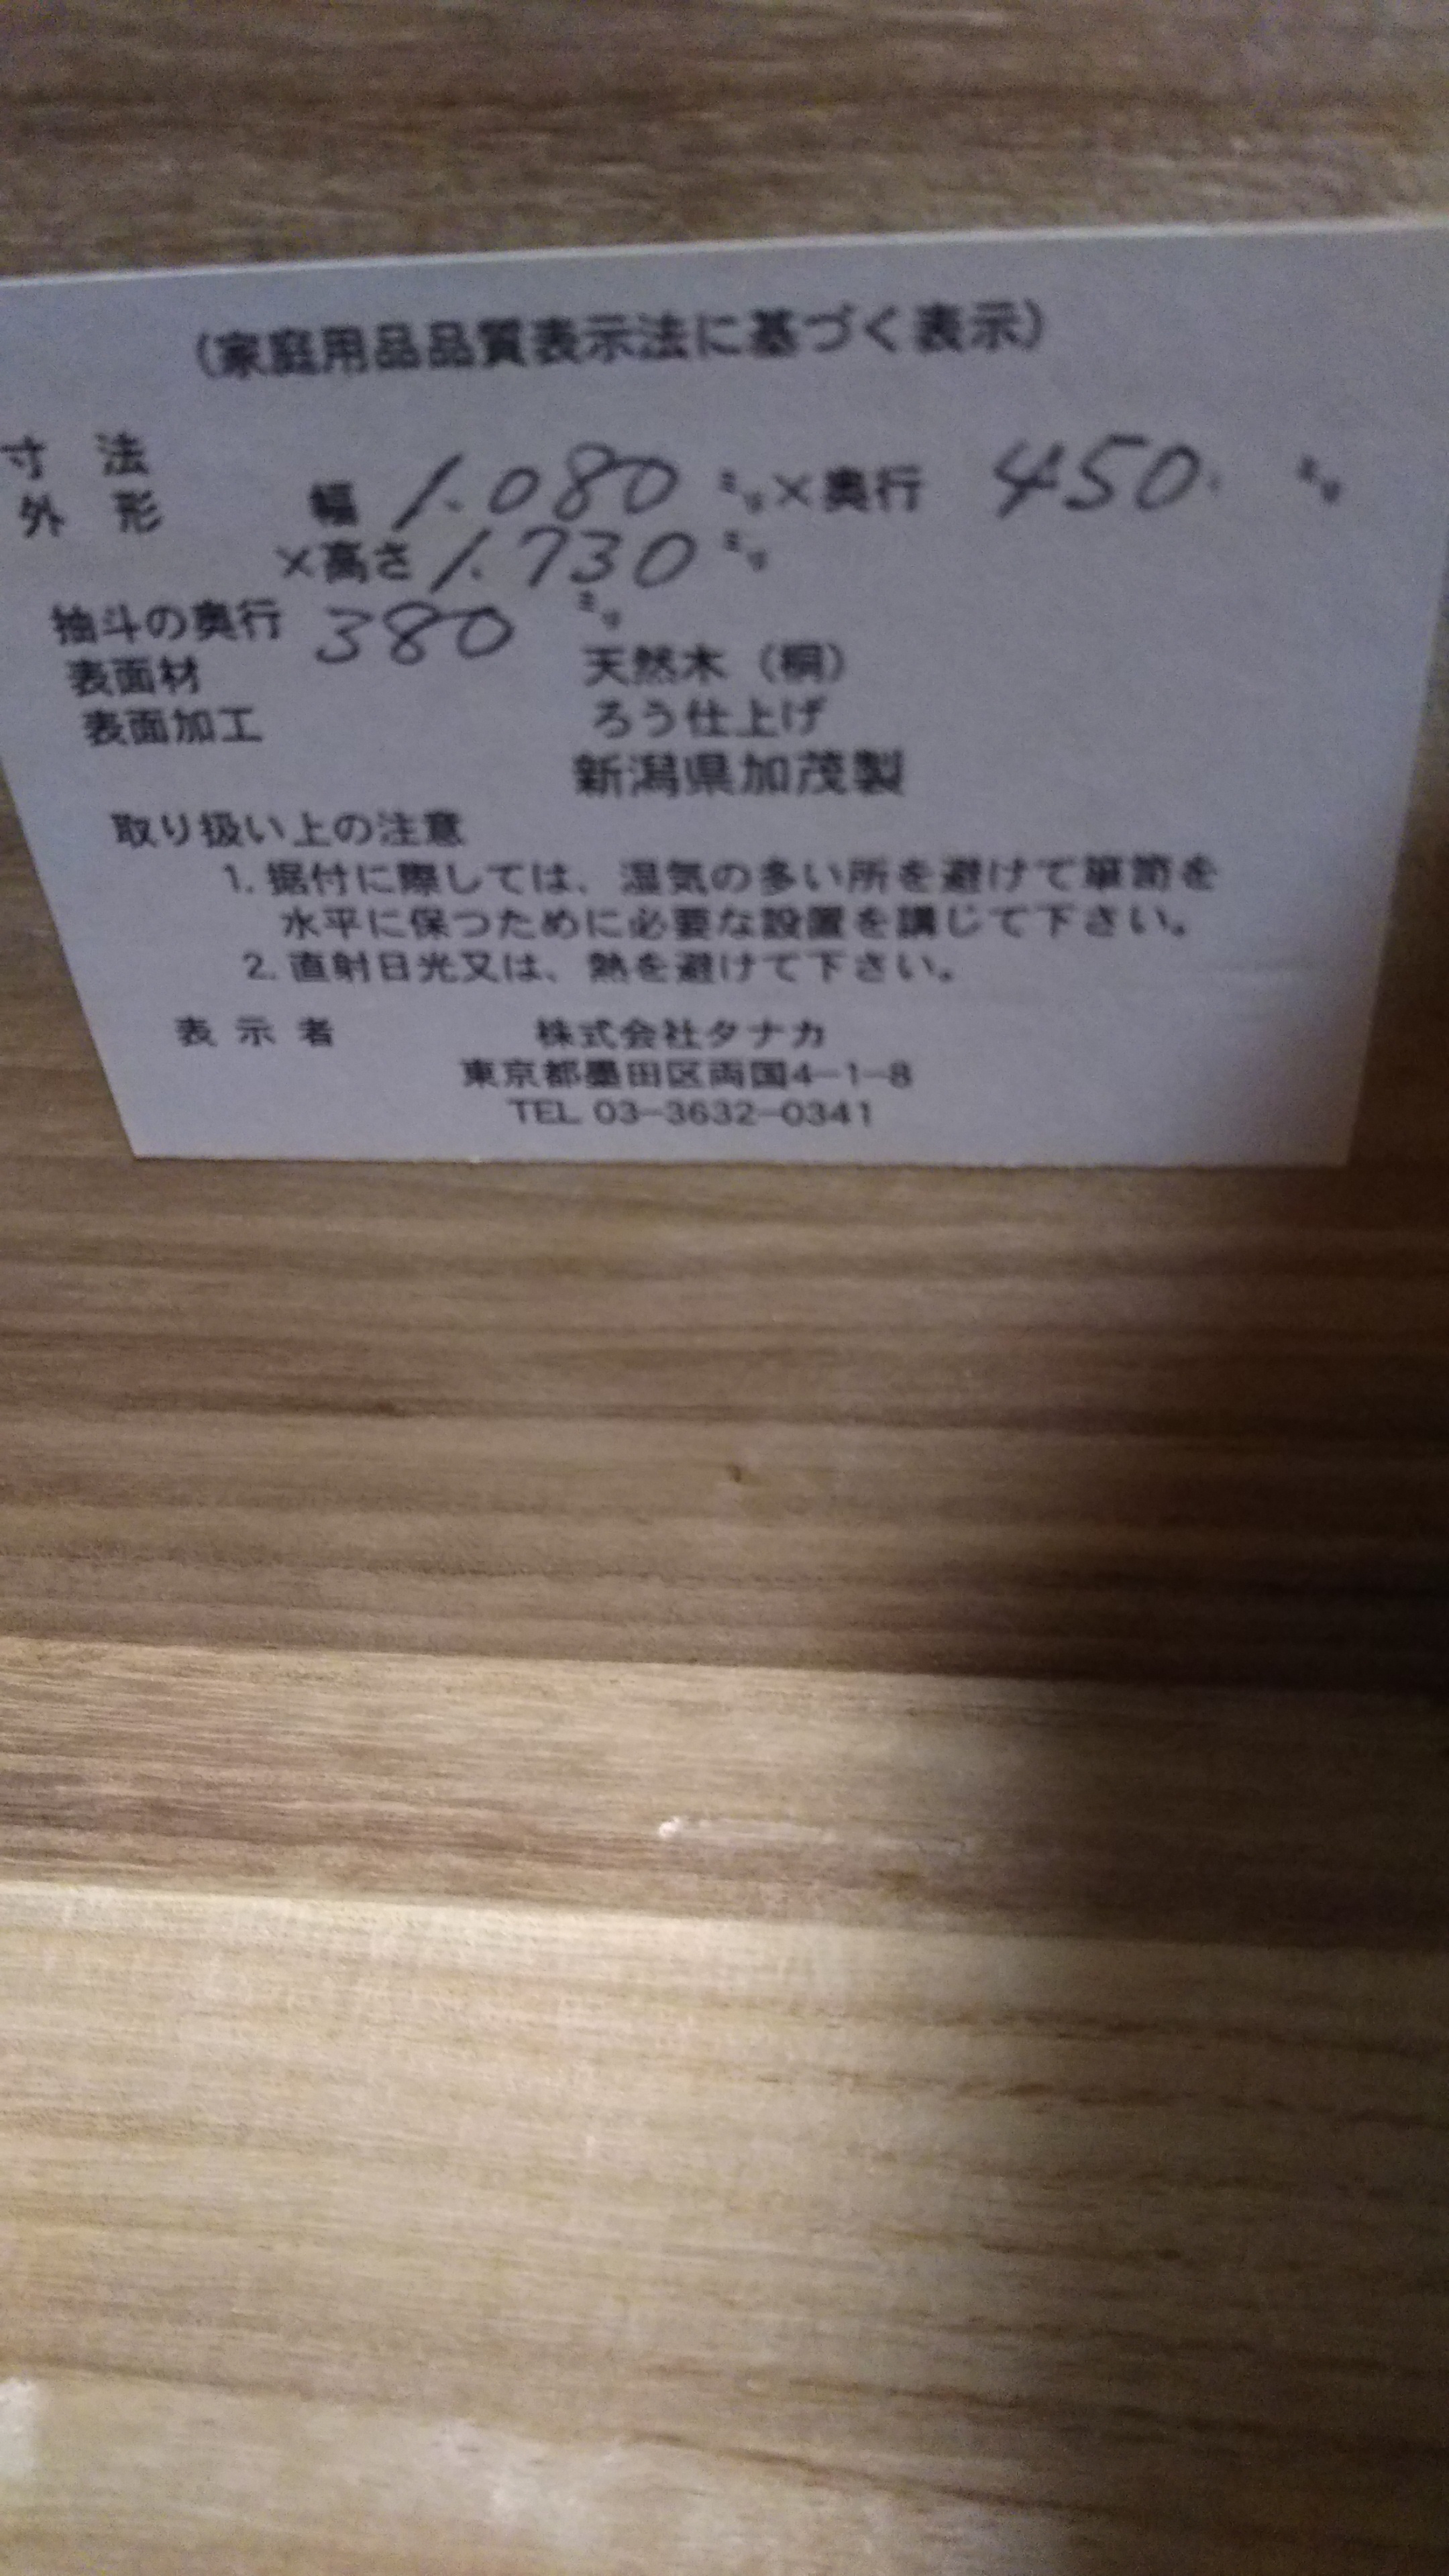 (家庭用品品質表示法に基づく表示)
寸 法
外 形 幅 1.080 ミリ×奥行 450 ミリ
×高さ 1.730 ミリ
抽斗の奥行 380 ミリ
表面材 天然木(桐)
表面加工 ろう仕上げ
新潟県加茂製
取り扱い上の注意
1. 据付に際しては、湿気の多い所を避けて箪笥を
水平に保つために必要な設置を講じて下さい。
2. 直射日光又は、熱を避けて下さい。
表 示 者 株式会社タナカ
東京都墨田区両国4-1-8
TEL 03-3632-0341